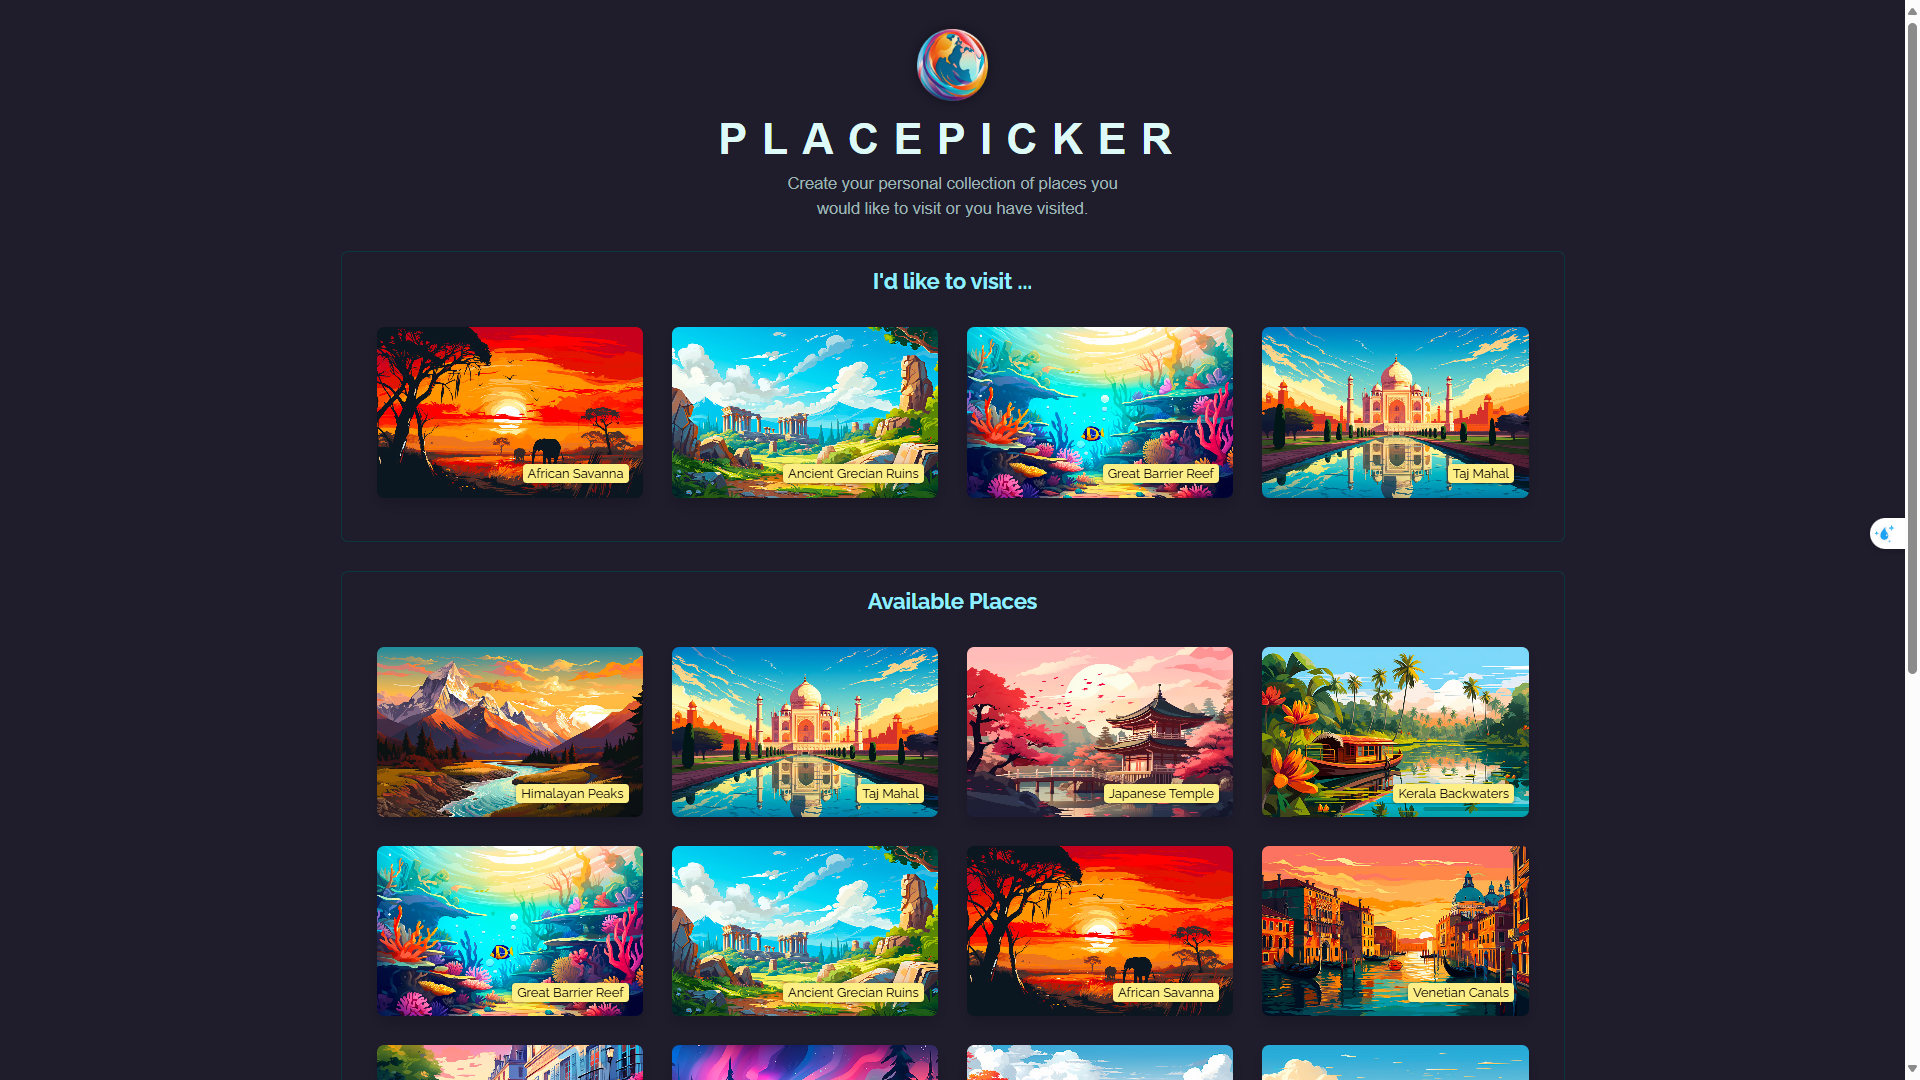 PLACEPICKER
Create your personal collection of places you
would like to visit or you have visited.
I'd like to visit ...
African Savanna
Ancient Grecian Ruins
Great Barrier Reef
Taj Mahal
Available Places
Himalayan Peaks
Taj Mahal
Japanese Temple
Kerala Backwaters
Great Barrier Reef
Ancient Grecian Ruins
African Savanna
Venetian Canals